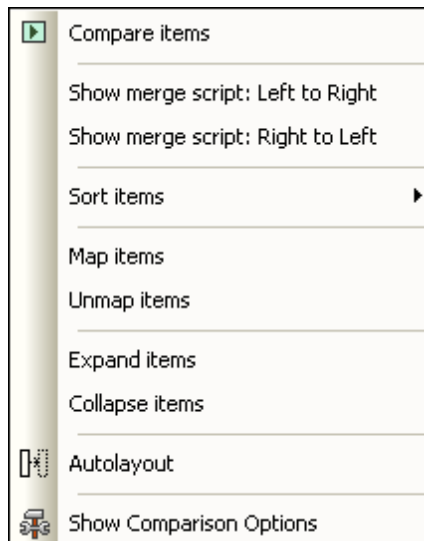 Compare items
Show merge script: Left to Right
Show merge script: Right to Left
Sort items
Map items
Unmap items
Expand items
Collapse items
Autolayout
Show Comparison Options